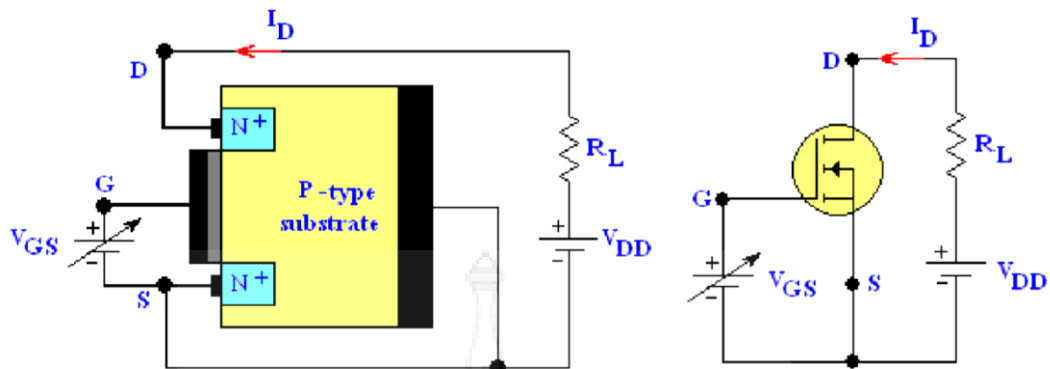 I_D
D
N+
R_L
G
P-type
substrate
+
V_GS
-
+
V_DD
-
S
N+
I_D
D
R_L
G
+
V_GS
-
S
+
V_DD
-